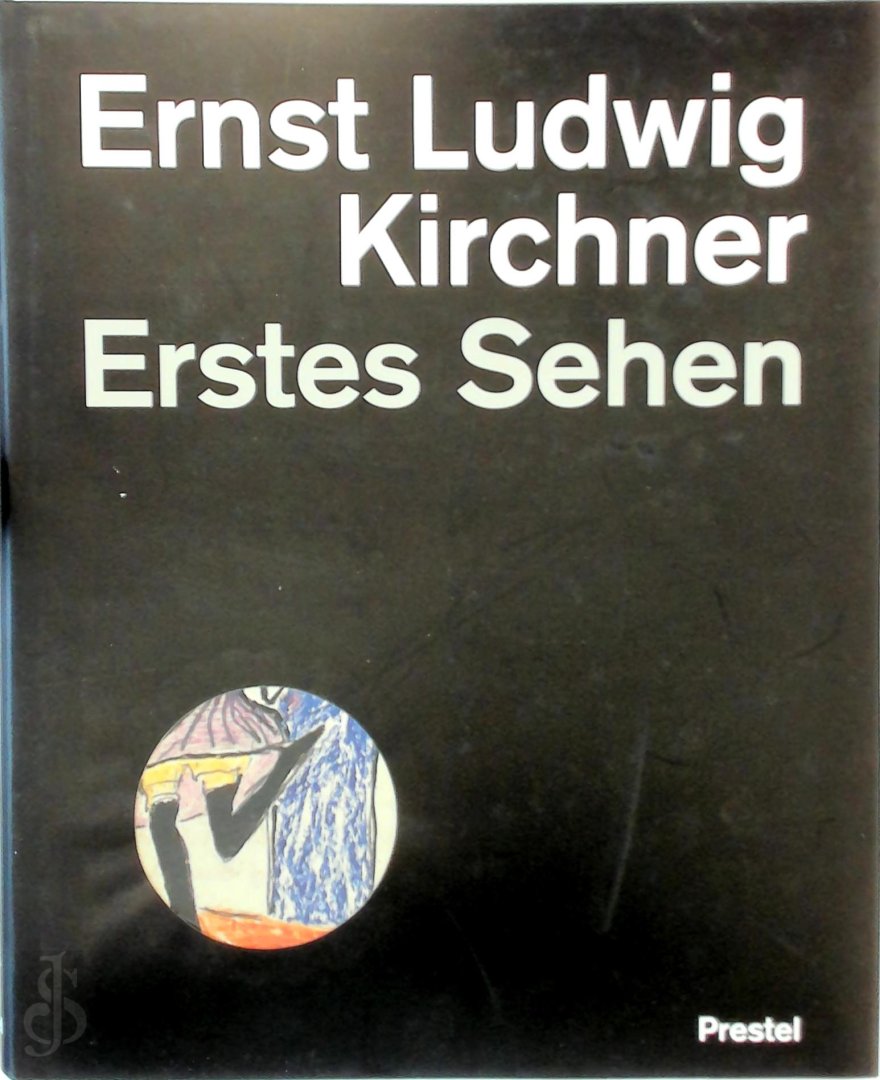 Ernst Ludwig
Kirchner
Erstes Sehen
Prestel